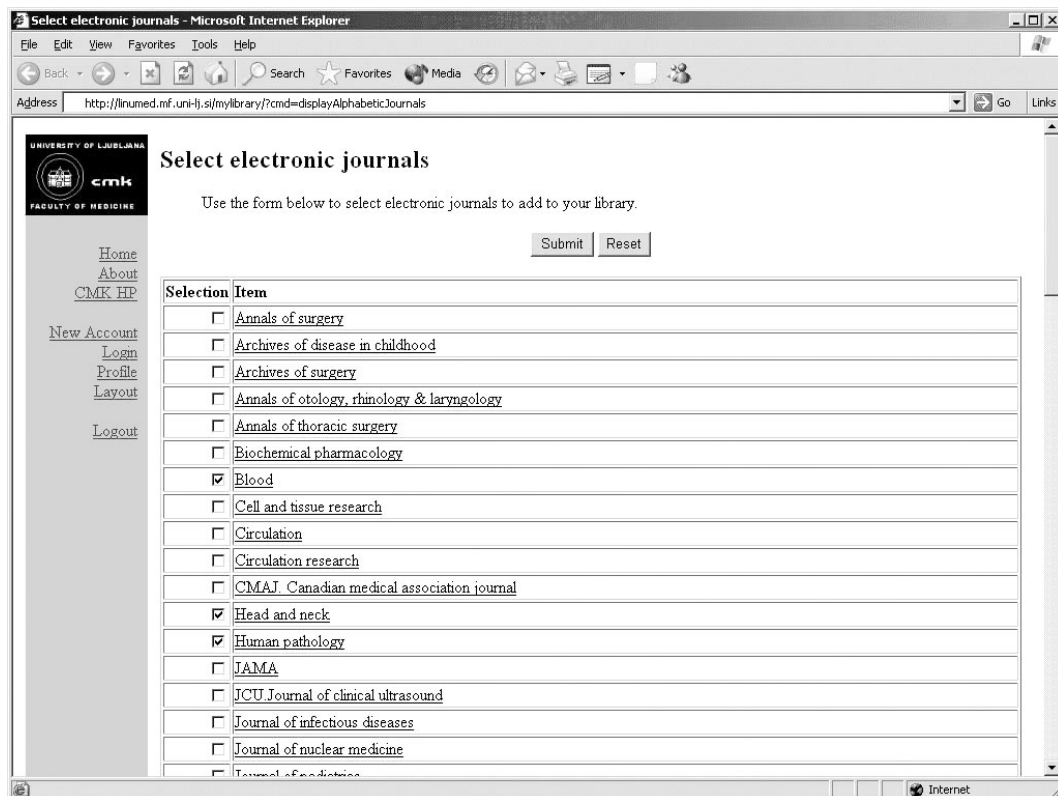 Select electronic journals - Microsoft Internet Explorer
File Edit View Favorites Tools Help
Back Search Favorites Media
Address http://linumed.mf.uni-lj.si/mylibrary/?cmd=displayAlphabeticJournals Go Links
UNIVERSITY OF LJUBLJANA
cmk
FACULTY OF MEDICINE
Home
About
CMK HP
New Account
Login
Profile
Layout
Logout
Select electronic journals
Use the form below to select electronic journals to add to your library.
Submit Reset
Selection Item
Annals of surgery
Archives of disease in childhood
Archives of surgery
Annals of otology, rhinology & laryngology
Annals of thoracic surgery
Biochemical pharmacology
Blood
Cell and tissue research
Circulation
Circulation research
CMAJ. Canadian medical association journal
Head and neck
Human pathology
JAMA
JCU.Journal of clinical ultrasound
Journal of infectious diseases
Journal of nuclear medicine
Journal of pediatrics
Internet